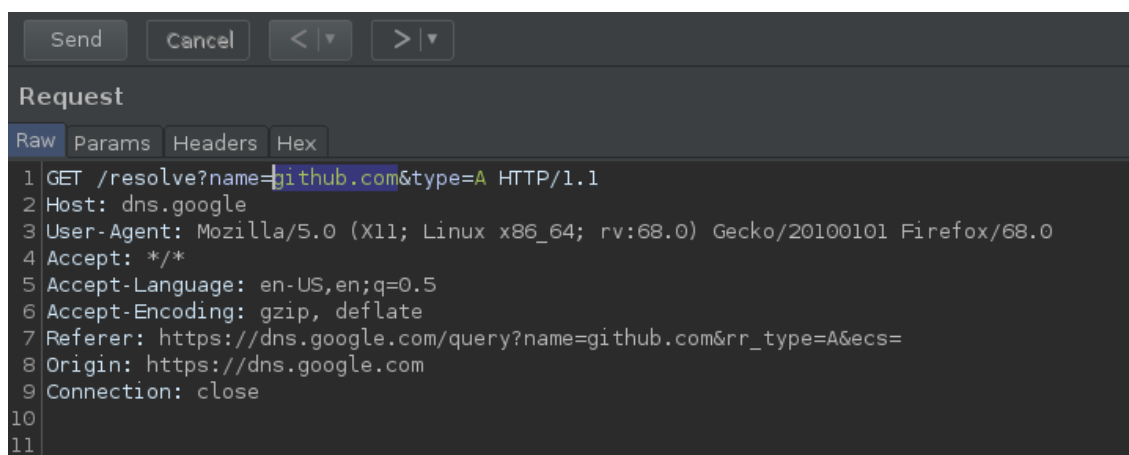 Send Cancel < ▼ > ▼
Request
Raw Params Headers Hex
1 GET /resolve?name=github.com&type=A HTTP/1.1
2 Host: dns.google
3 User-Agent: Mozilla/5.0 (X11; Linux x86_64; rv:68.0) Gecko/20100101 Firefox/68.0
4 Accept: */*
5 Accept-Language: en-US,en;q=0.5
6 Accept-Encoding: gzip, deflate
7 Referer: https://dns.google.com/query?name=github.com&rr_type=A&ecs=
8 Origin: https://dns.google.com
9 Connection: close
10
11